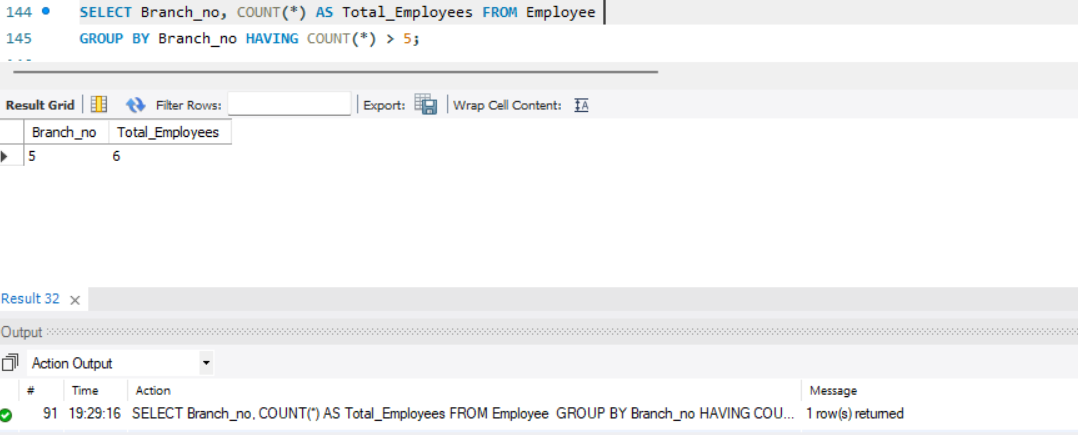 144 SELECT Branch_no, COUNT(*) AS Total_Employees FROM Employee
145 GROUP BY Branch_no HAVING COUNT(*) > 5;
Result Grid Filter Rows: Export: Wrap Cell Content: IA
Branch_no Total_Employees
5 6
Result 32 ×
Output
Action Output
# Time Action Message
91 19:29:16 SELECT Branch_no, COUNT(*) AS Total_Employees FROM Employee GROUP BY Branch_no HAVING COU... 1 row(s) returned